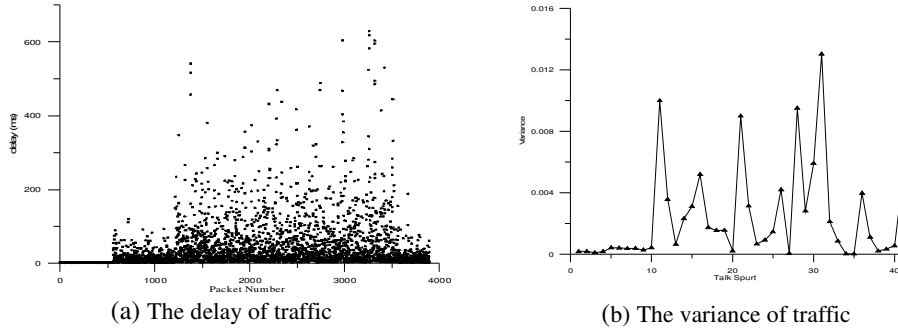 600
400
200
0
delay (ms)
0 1000 2000 3000 4000
Packet Number
(a) The delay of traffic
0.016
0.012
0.008
0.004
0
Variance
0 10 20 30 40
Talk Spurt
(b) The variance of traffic